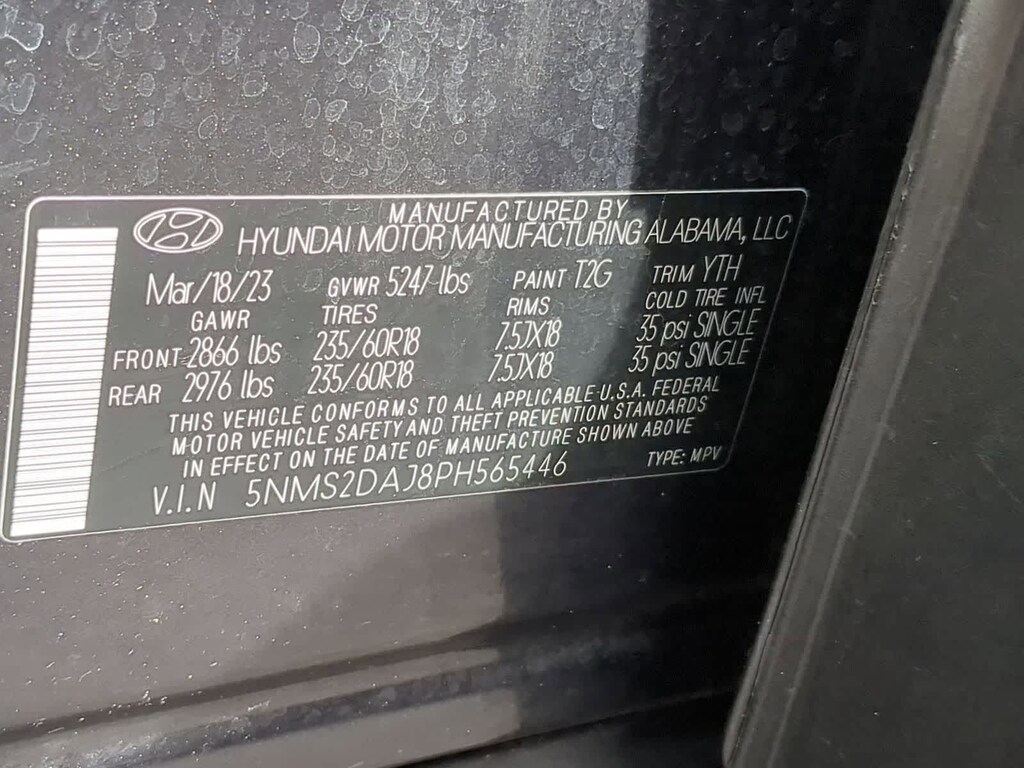 MANUFACTURED BY
HYUNDAI MOTOR MANUFACTURING ALABAMA, LLC
Mar/18/23 GVWR 5247-lbs PAINT T2G TRIM YTH
GAWR TIRES RIMS COLD TIRE INFL
FRONT 2866 lbs 235/60R18 7.5JX18 35 psi SINGLE
REAR 2976 lbs 235/60R18 7.5JX18 35 psi SINGLE
THIS VEHICLE CONFORMS TO ALL APPLICABLE U.S.A. FEDERAL
MOTOR VEHICLE SAFETY AND THEFT PREVENTION STANDARDS
IN EFFECT ON THE DATE OF MANUFACTURE SHOWN ABOVE
V.I.N 5NMS2DAJ8PH565446 TYPE: MPV